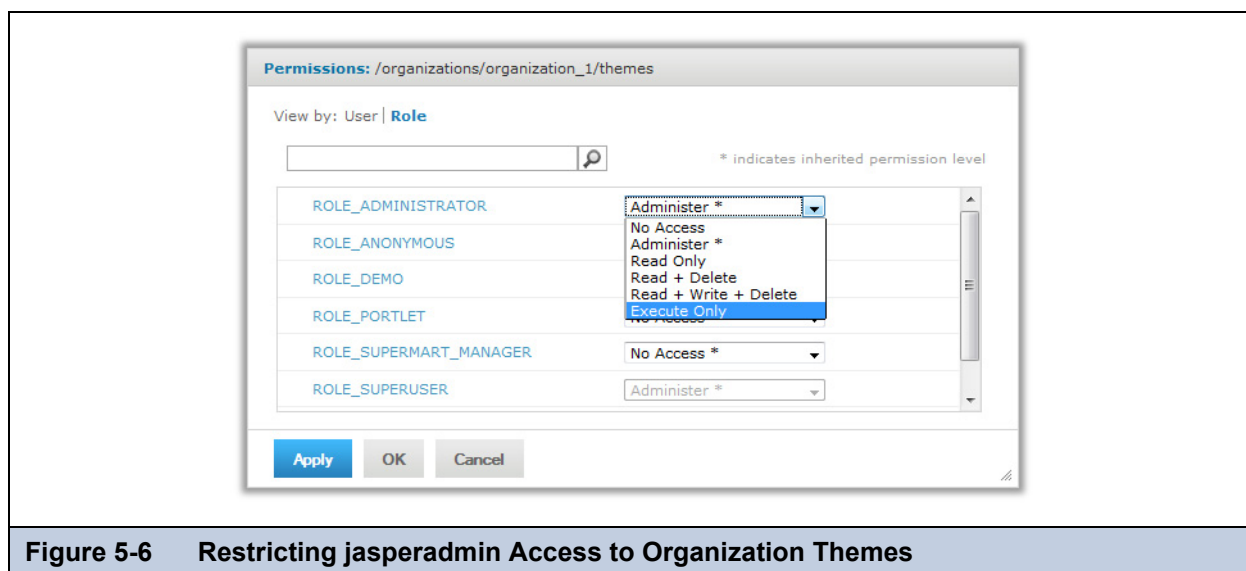 Permissions: /organizations/organization_1/themes
View by: User | Role
* indicates inherited permission level
ROLE_ADMINISTRATOR Administer *
No Access
ROLE_ANONYMOUS Administer *
Read Only
ROLE_DEMO Read + Delete
Read + Write + Delete
Execute Only
ROLE_PORTLET
ROLE_SUPERMART_MANAGER No Access *
ROLE_SUPERUSER Administer *
Apply OK Cancel
Figure 5-6 Restricting jasperadmin Access to Organization Themes